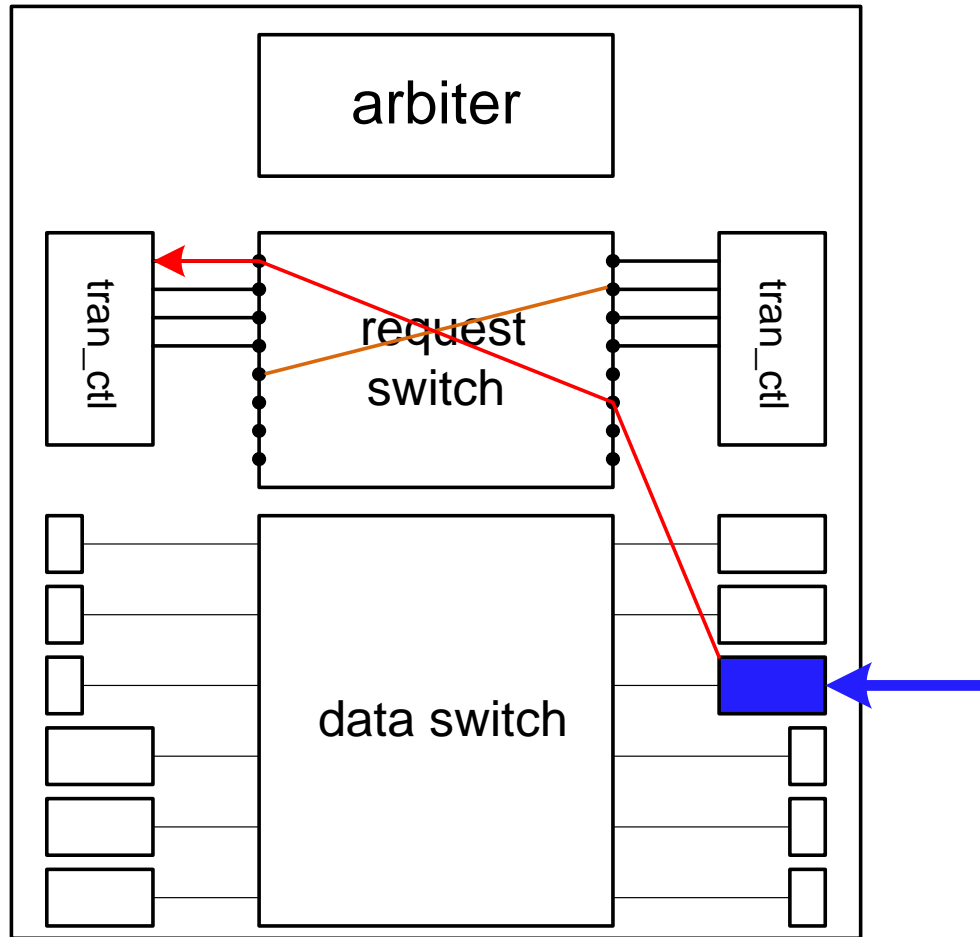 arbiter
tran_ctl
request
switch
tran_ctl
data switch